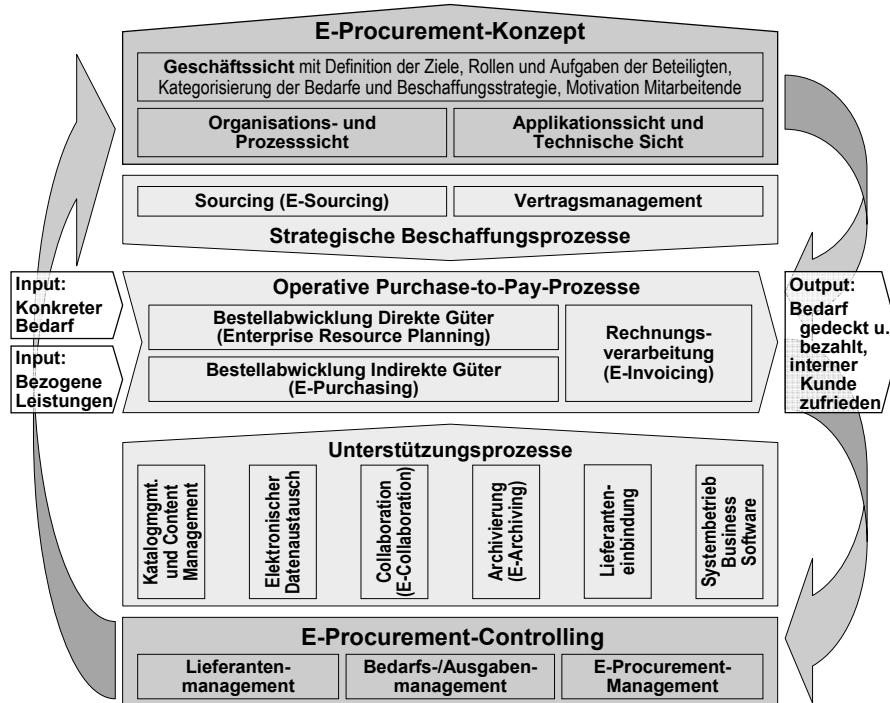 E-Procurement-Konzept
Geschäftssicht mit Definition der Ziele, Rollen und Aufgaben der Beteiligten,
Kategorisierung der Bedarfe und Beschaffungsstrategie, Motivation Mitarbeitende
Organisations- und
Prozesssicht
Applikationssicht und
Technische Sicht
Sourcing (E-Sourcing)
Vertragsmanagement
Strategische Beschaffungsprozesse
Input:
Konkreter
Bedarf
Input:
Bezogene
Leistungen
Operative Purchase-to-Pay-Prozesse
Bestellabwicklung Direkte Güter
(Enterprise Resource Planning)
Bestellabwicklung Indirekte Güter
(E-Purchasing)
Rechnungs-
verarbeitung
(E-Invoicing)
Output:
Bedarf
gedeckt u.
bezahlt,
interner
Kunde
zufrieden
Unterstützungsprozesse
Katalogmgmt.
und Content
Management
Elektronischer
Datenaustausch
Collaboration
(E-Collaboration)
Archivierung
(E-Archiving)
Lieferanten-
einbindung
Systembetrieb
Business
Software
E-Procurement-Controlling
Lieferanten-
management
Bedarfs-/Ausgaben-
management
E-Procurement-
Management